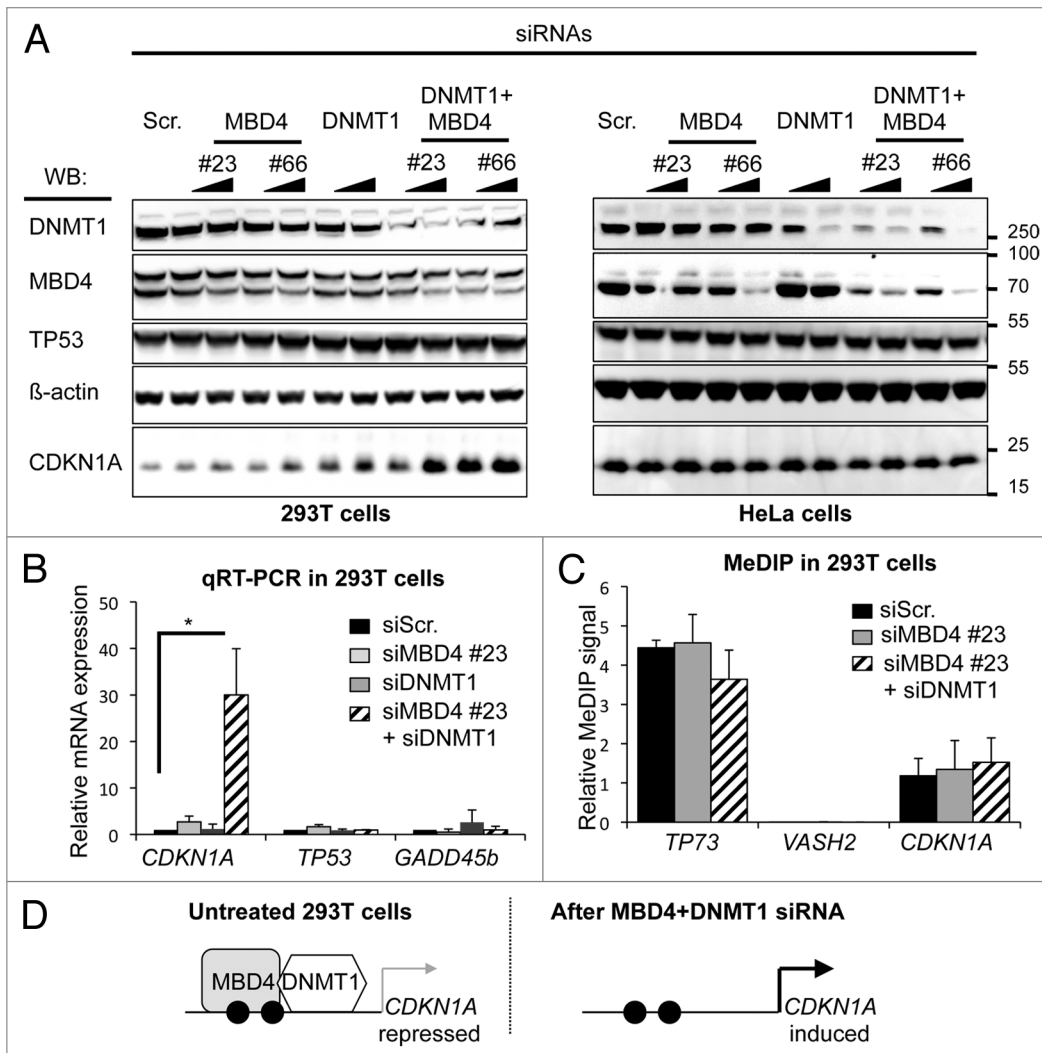 A
siRNAs
Scr. MBD4 DNMT1 DNMT1+ MBD4
#23 #66 #23 #66
WB:
DNMT1
MBD4
TP53
ß-actin
CDKN1A
293T cells
Scr. MBD4 DNMT1 DNMT1+ MBD4
#23 #66 #23 #66
250
100
70
55
55
25
15
HeLa cells
B
qRT-PCR in 293T cells
Relative mRNA expression
50
40
30
20
10
0
*
siScr.
siMBD4 #23
siDNMT1
siMBD4 #23
+ siDNMT1
CDKN1A TP53 GADD45b
C
MeDIP in 293T cells
Relative MeDIP signal
6
5
4
3
2
1
0
siScr.
siMBD4 #23
siMBD4 #23
+ siDNMT1
TP73 VASH2 CDKN1A
D
Untreated 293T cells
MBD4 DNMT1
CDKN1A
repressed
After MBD4+DNMT1 siRNA
CDKN1A
induced